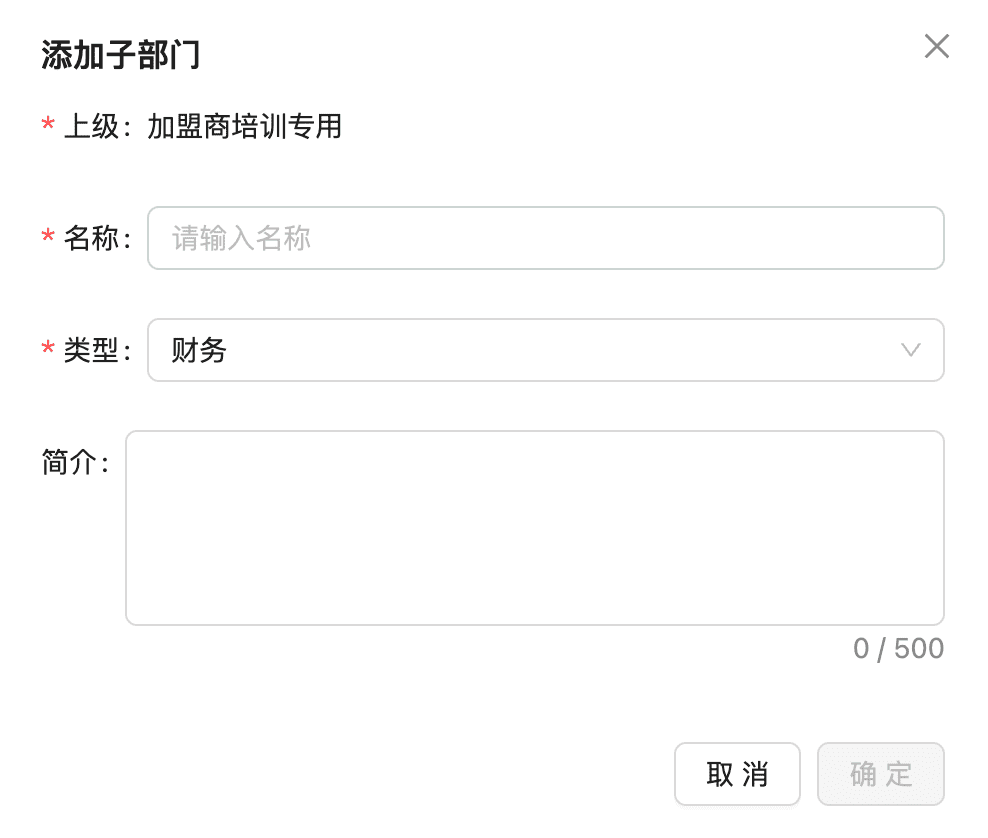 添加子部门
* 上级： 加盟商培训专用
* 名称： 请输入名称
* 类型： 财务
简介：
0 / 500
取 消 确 定